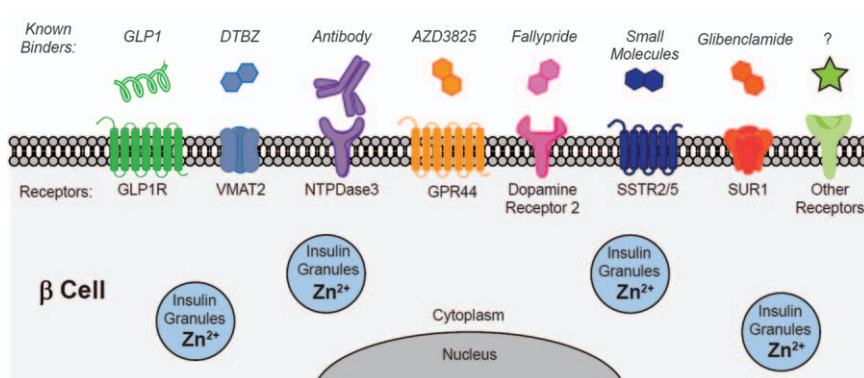 Known Binders:
GLP1
DTBZ
Antibody
AZD3825
Fallypride
Small Molecules
Glibenclamide
?
Receptors:
GLP1R
VMAT2
NTPDase3
GPR44
Dopamine Receptor 2
SSTR2/5
SUR1
Other Receptors
β Cell
Insulin Granules Zn²⁺
Insulin Granules Zn²⁺
Insulin Granules Zn²⁺
Insulin Granules Zn²⁺
Cytoplasm
Nucleus